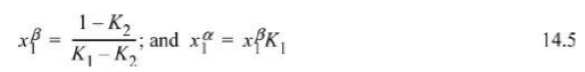 x₁^β = (1 – K₂)/(K₁ – K₂); and x₁^α = x₁^β K₁ 14.5